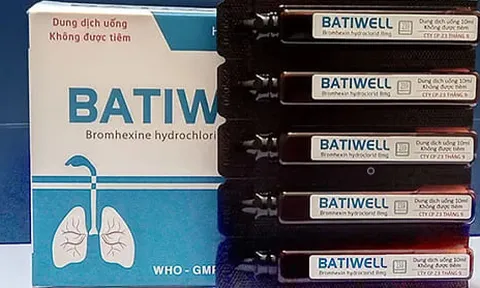 Dung dịch uống
Không được tiêm
BATIW
Bromhexine hydrochlori
WHO - GMP
BATIWELL
Bromhexin hydroclorid 8mg
Dung dịch uống 10ml
Không được tiêm
CTY CP 23 THÁNG 9
BATIWELL
Bromhexin hydroclorid 8mg
Dung dịch uống 10ml
Không được tiêm
CTY CP 23 THÁNG 9
BATIWELL
Bromhexin hydroclorid 8mg
Dung dịch uống 10ml
Không được tiêm
CTY CP 23 THÁNG 9
BATIWELL
Bromhexin hydroclorid 8mg
Dung dịch uống 10ml
Không được tiêm
CTY CP 23 THÁNG 9
BATIWELL
Bromhexin hydroclorid 8mg
Dung dịch uống 10ml
Không được tiêm
CTY CP 23 THÁNG 9